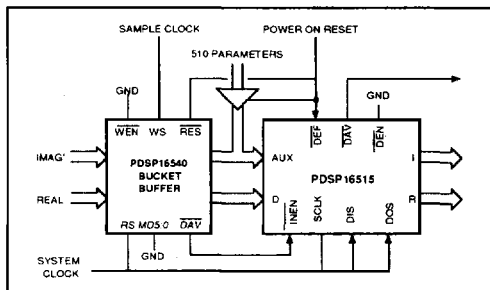 SAMPLE CLOCK
POWER ON RESET
510 PARAMETERS
GND
GND
WEN WS RES
DEF DAV DEN
IMAG'
PDSP16540
BUCKET
BUFFER
AUX
I
PDSP16515
REAL
D
R
INEN SCLK DIS DOS
RS MD5:0 DAV
SYSTEM
CLOCK
GND